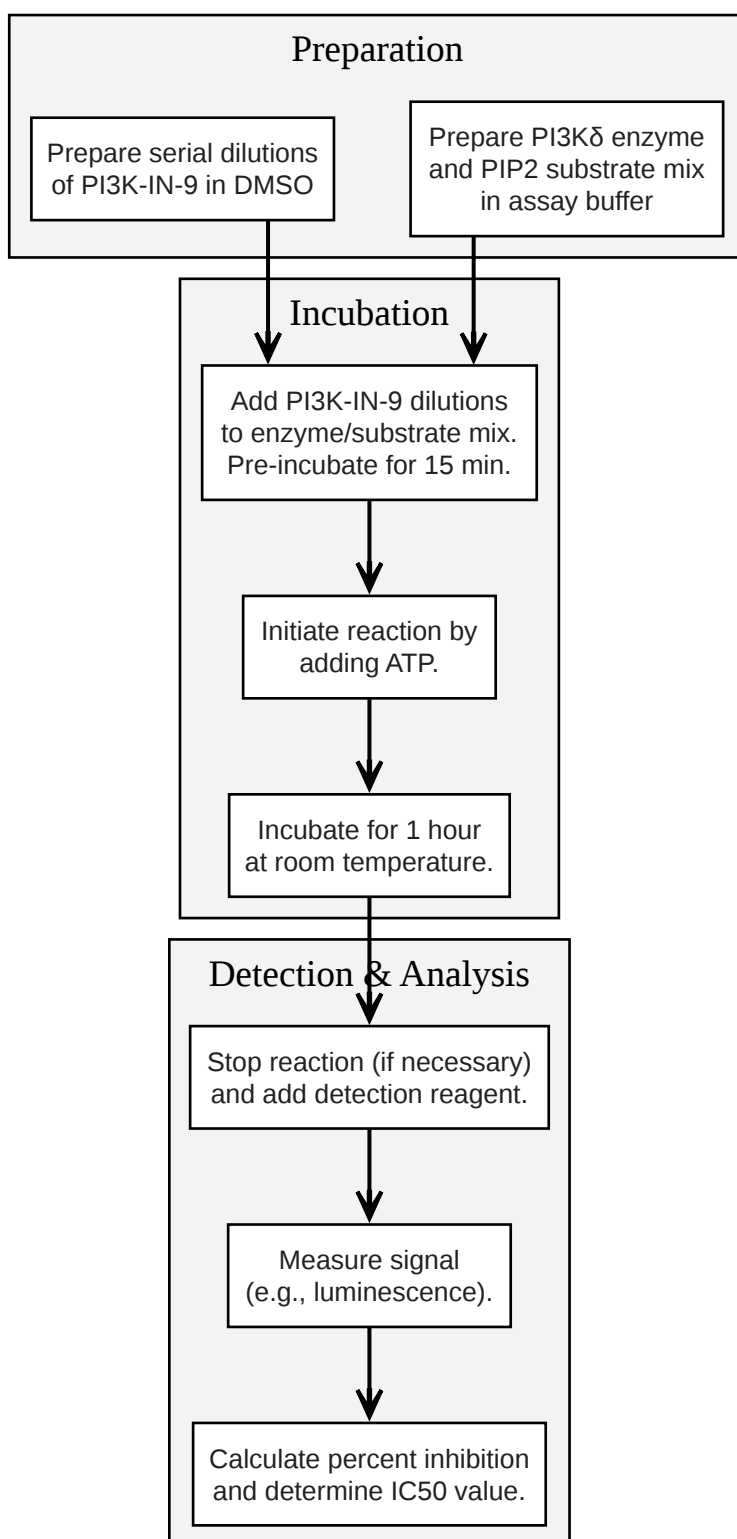 Preparation
Prepare serial dilutions
of PI3K-IN-9 in DMSO
Prepare PI3Kδ enzyme
and PIP2 substrate mix
in assay buffer
Incubation
Add PI3K-IN-9 dilutions
to enzyme/substrate mix.
Pre-incubate for 15 min.
Initiate reaction by
adding ATP.
Incubate for 1 hour
at room temperature.
Detection & Analysis
Stop reaction (if necessary)
and add detection reagent.
Measure signal
(e.g., luminescence).
Calculate percent inhibition
and determine IC50 value.